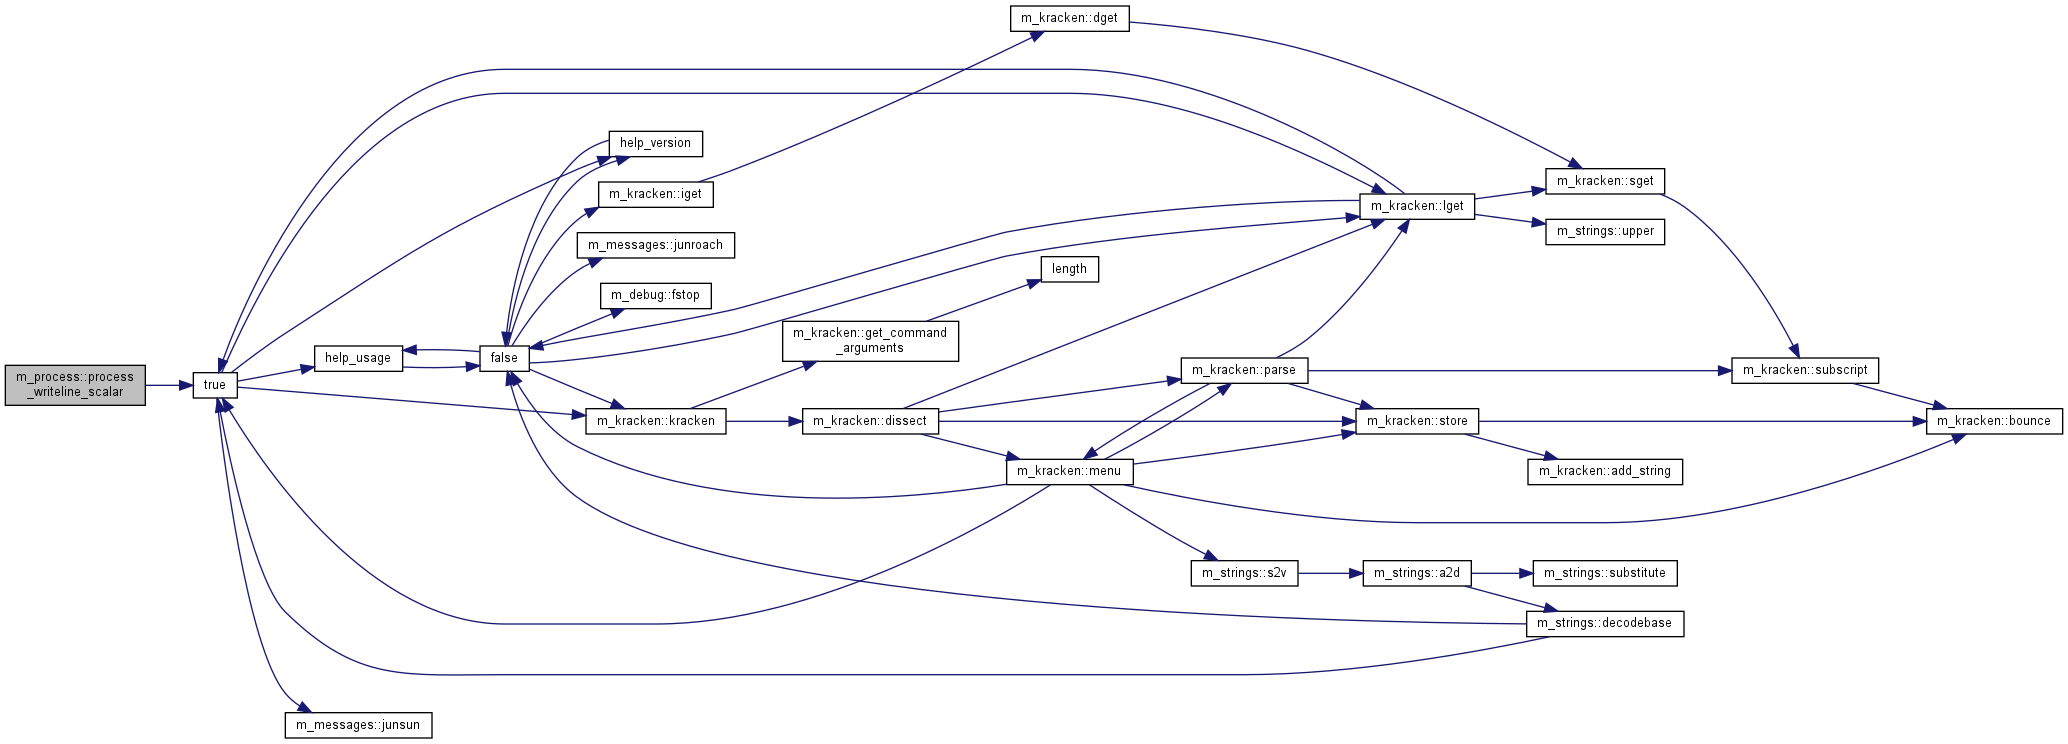 m_kracken::dget
help_version
m_kracken::sget
m_kracken::iget
m_kracken::lget
m_strings::upper
m_messages::junroach
length
m_debug::fstop
m_kracken::get_command
_arguments
help_usage
false
m_kracken::parse
m_kracken::subscript
m_process::process
_writeline_scalar
true
m_kracken::kracken
m_kracken::dissect
m_kracken::store
m_kracken::bounce
m_kracken::menu
m_kracken::add_string
m_strings::s2v
m_strings::a2d
m_strings::substitute
m_strings::decodebase
m_messages::junsun